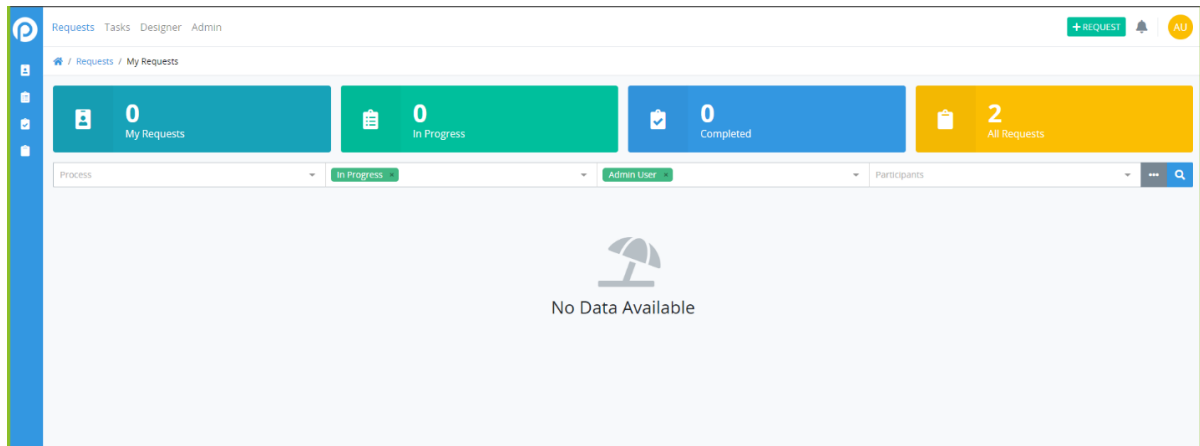 Requests Tasks Designer Admin
+ REQUEST
AU
/ Requests / My Requests
0
My Requests
0
In Progress
0
Completed
2
All Requests
Process
In Progress ×
Admin User ×
Participants
No Data Available